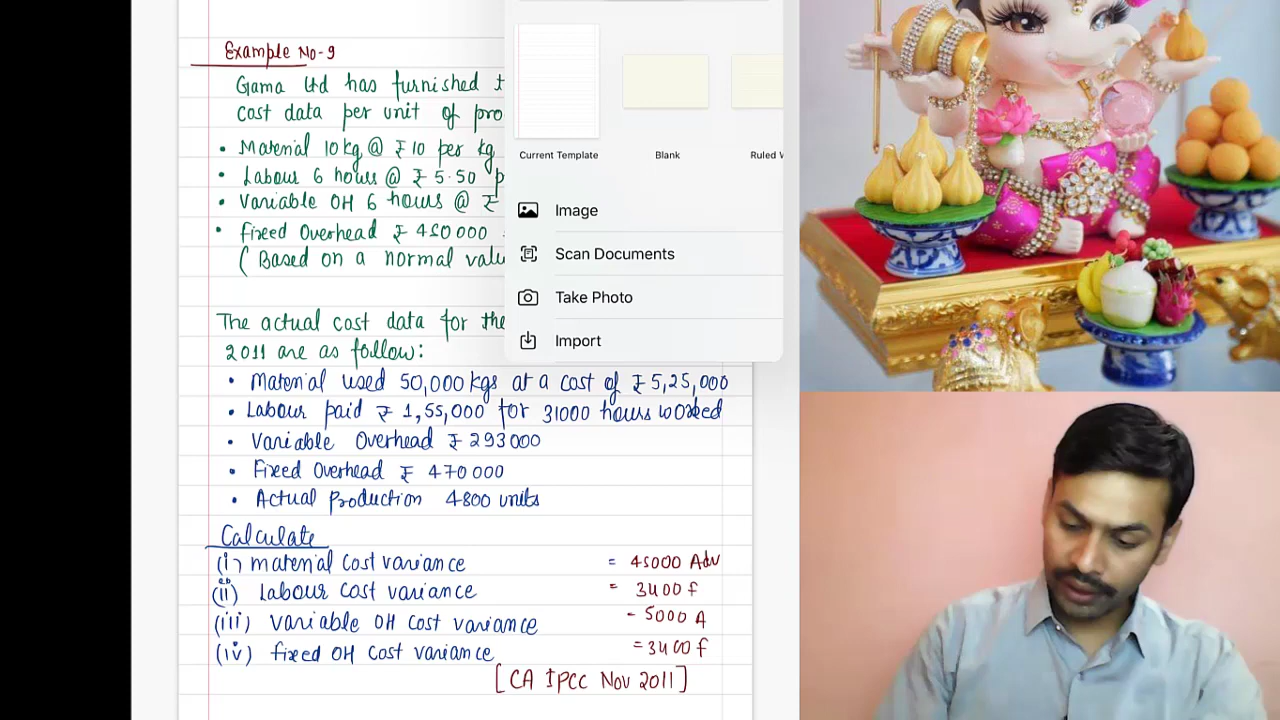 Example No-9
Gama Ltd has furnished t
cost data per unit of pro
• Material 10kg @ ₹10 per kg
• Labour 6 hours @ ₹ 5.50 p
• Variable OH 6 hours @ ₹
• Fixed Overhead ₹ 450000
( Based on a normal valu
The actual cost data for the
2011 are as follow:
• Material used 50,000 kgs at a cost of ₹ 5,25,000
• Labour paid ₹ 1,55,000 for 31000 hours worked
• Variable Overhead ₹ 293000
• Fixed Overhead ₹ 470000
• Actual production 4800 units
Calculate
(i) material cost variance = 45000 Adv
(ii) Labour cost variance = 3400 f
(iii) variable OH cost variance = 5000 A
(iv) fixed OH cost variance = 3400 f
[CA IPCC Nov 2011]
Current Template
Blank
Ruled W
Image
Scan Documents
Take Photo
Import